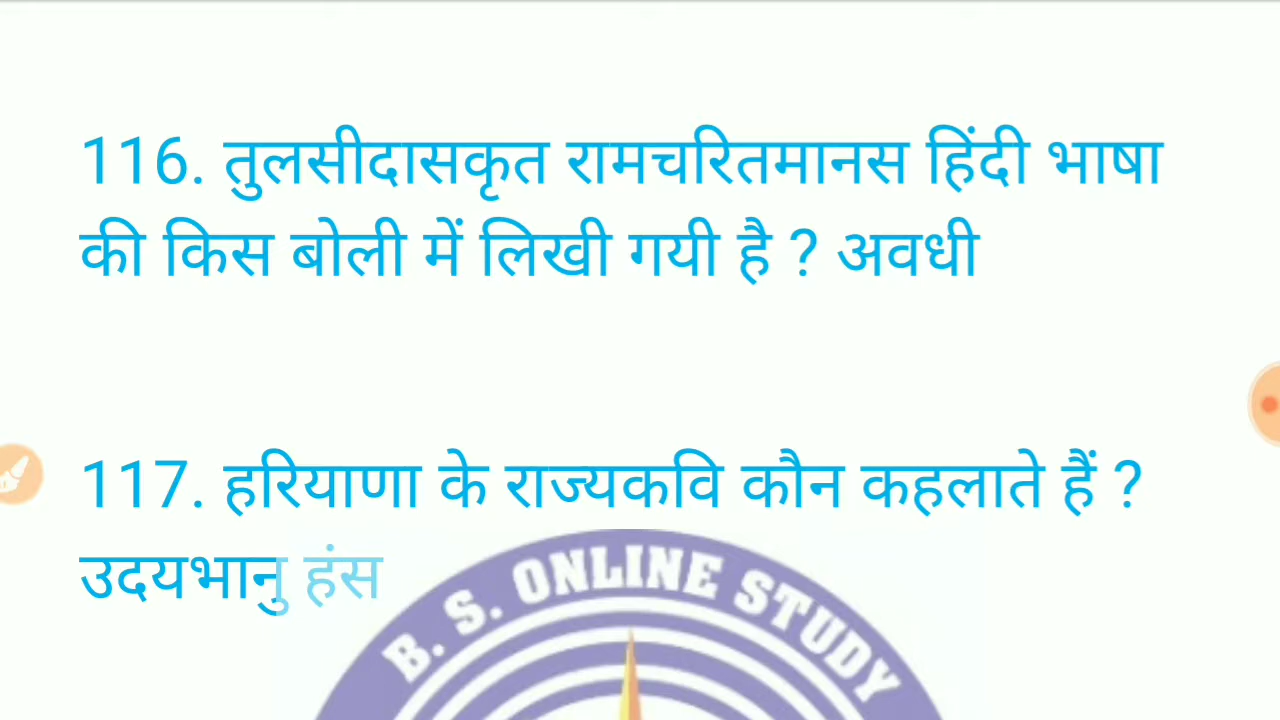 116. तुलसीदासकृत रामचरितमानस हिंदी भाषा
की किस बोली में लिखी गयी है ? अवधी
117. हरियाणा के राज्यकवि कौन कहलाते हैं ?
उदयभानु हंस
B. S. ONLINE STUDY